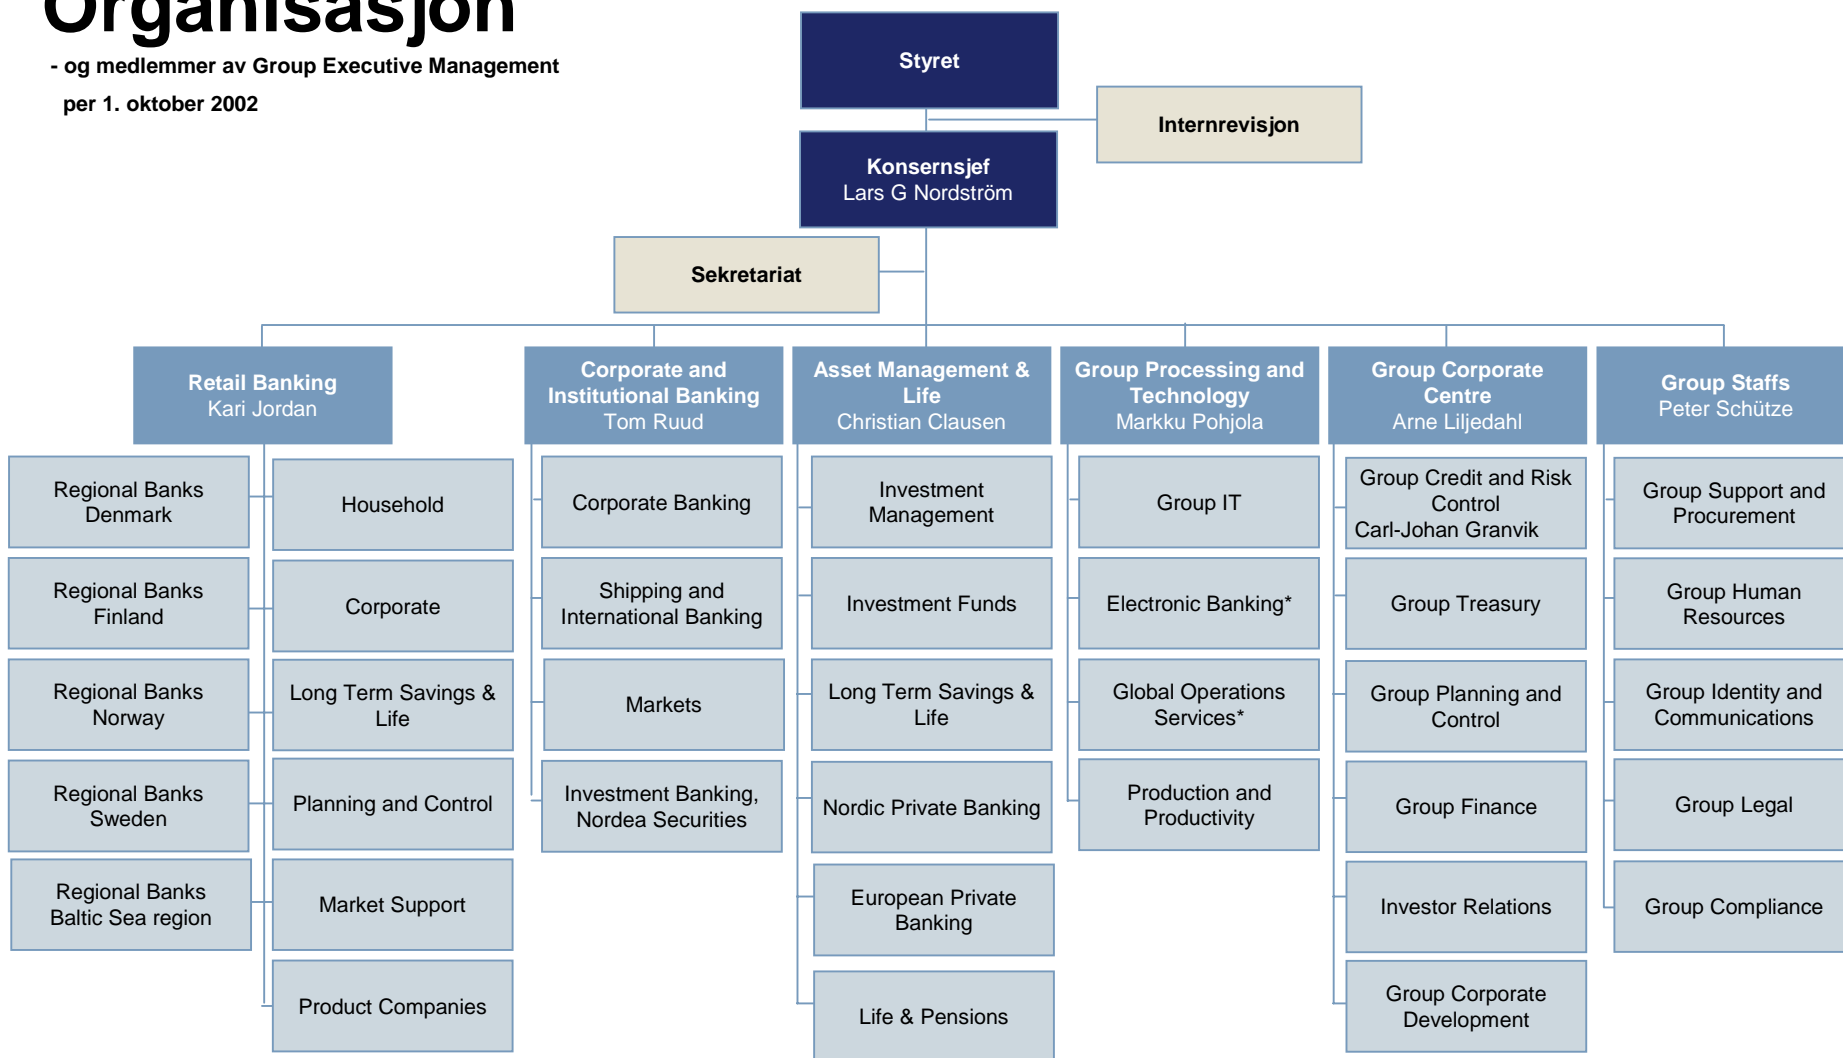 Organisasjon
- og medlemmer av Group Executive Management
per 1. oktober 2002
Styret
Internrevisjon
Konsernsjef
Lars G Nordström
Sekretariat
Retail Banking
Kari Jordan
Corporate and
Institutional Banking
Tom Ruud
Asset Management &
Life
Christian Clausen
Group Processing and
Technology
Markku Pohjola
Group Corporate
Centre
Arne Liljedahl
Group Staffs
Peter Schütze
Regional Banks
Denmark
Regional Banks
Finland
Regional Banks
Norway
Regional Banks
Sweden
Regional Banks
Baltic Sea region
Household
Corporate
Long Term Savings &
Life
Planning and Control
Market Support
Product Companies
Corporate Banking
Shipping and
International Banking
Markets
Investment Banking,
Nordea Securities
Investment
Management
Investment Funds
Long Term Savings &
Life
Nordic Private Banking
European Private
Banking
Life & Pensions
Group IT
Electronic Banking*
Global Operations
Services*
Production and
Productivity
Group Credit and Risk
Control
Carl-Johan Granvik
Group Treasury
Group Planning and
Control
Group Finance
Investor Relations
Group Corporate
Development
Group Support and
Procurement
Group Human
Resources
Group Identity and
Communications
Group Legal
Group Compliance